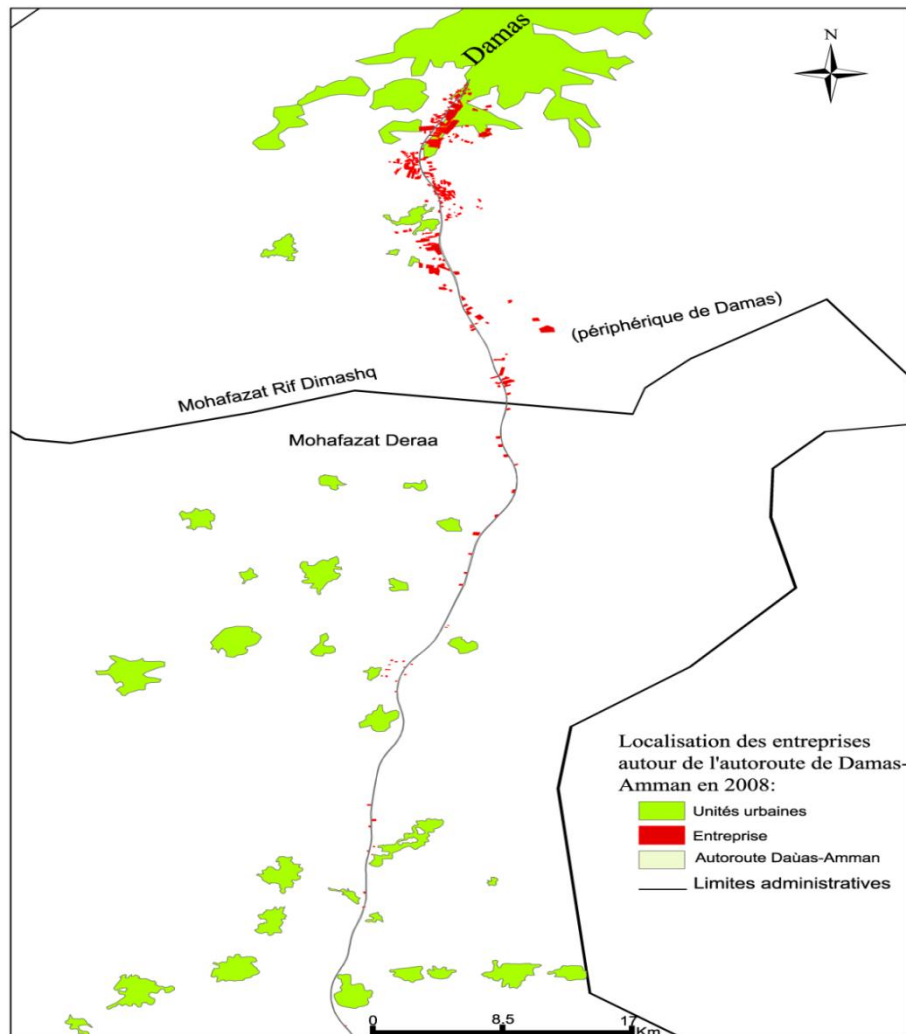 Damas
N
(périphérique de Damas)
Mohafazat Rif Dimashq
Mohafazat Deraa
Localisation des entreprises
autour de l'autoroute de Damas-
Amman en 2008:
Unités urbaines
Entreprise
Autoroute Daùas-Amman
Limites administratives
0 8.5 17
Km